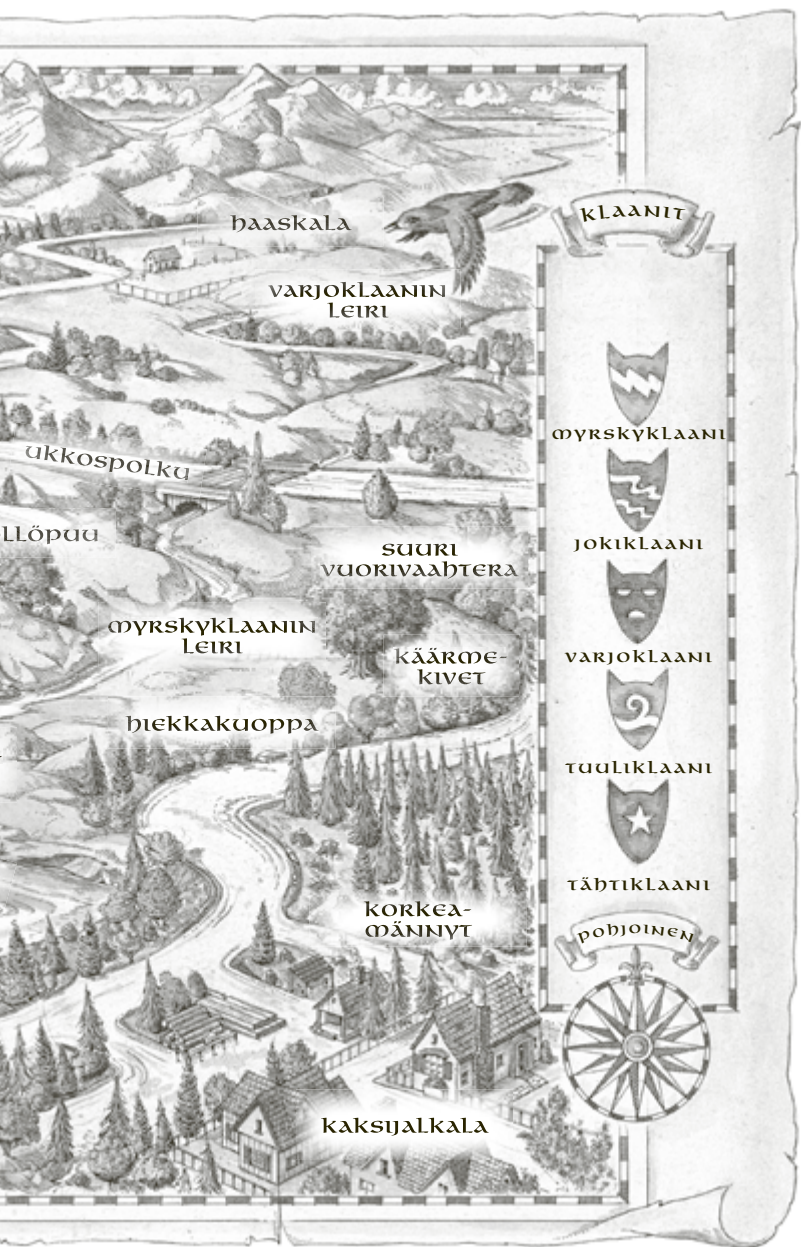 HAASKALA
VARJOKLAANIN
LEIRI
UKKOSPOLKU
LLÖPUU
SUURI
VUORIVAAHTERA
MYRSKYKLAANIN
LEIRI
KÄÄRME-
KIVET
HIEKKAKUOPPA
KORKEA-
MÄNNYT
KAKSIJALKALA
KLAANIT
MYRSKYKLAANI
JOKIKLAANI
VARJOKLAANI
TUULIKLAANI
TÄHTIKLAANI
POHJOINEN